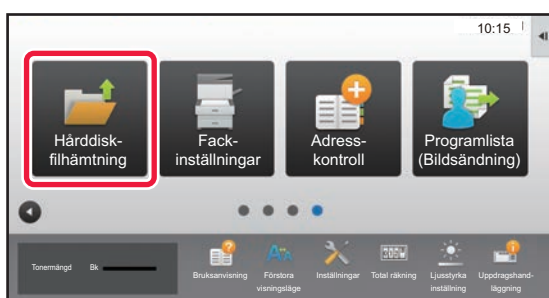 10:15
Hårddisk-
filhämtning
Fack-
inställningar
Adress-
kontroll
Programlista
(Bildsändning)
Tonermängd Bk
Bruksanvisning
Förstora
visningsläge
Inställningar
Total räkning
Ljusstyrka
inställning
Uppdragshand-
läggning